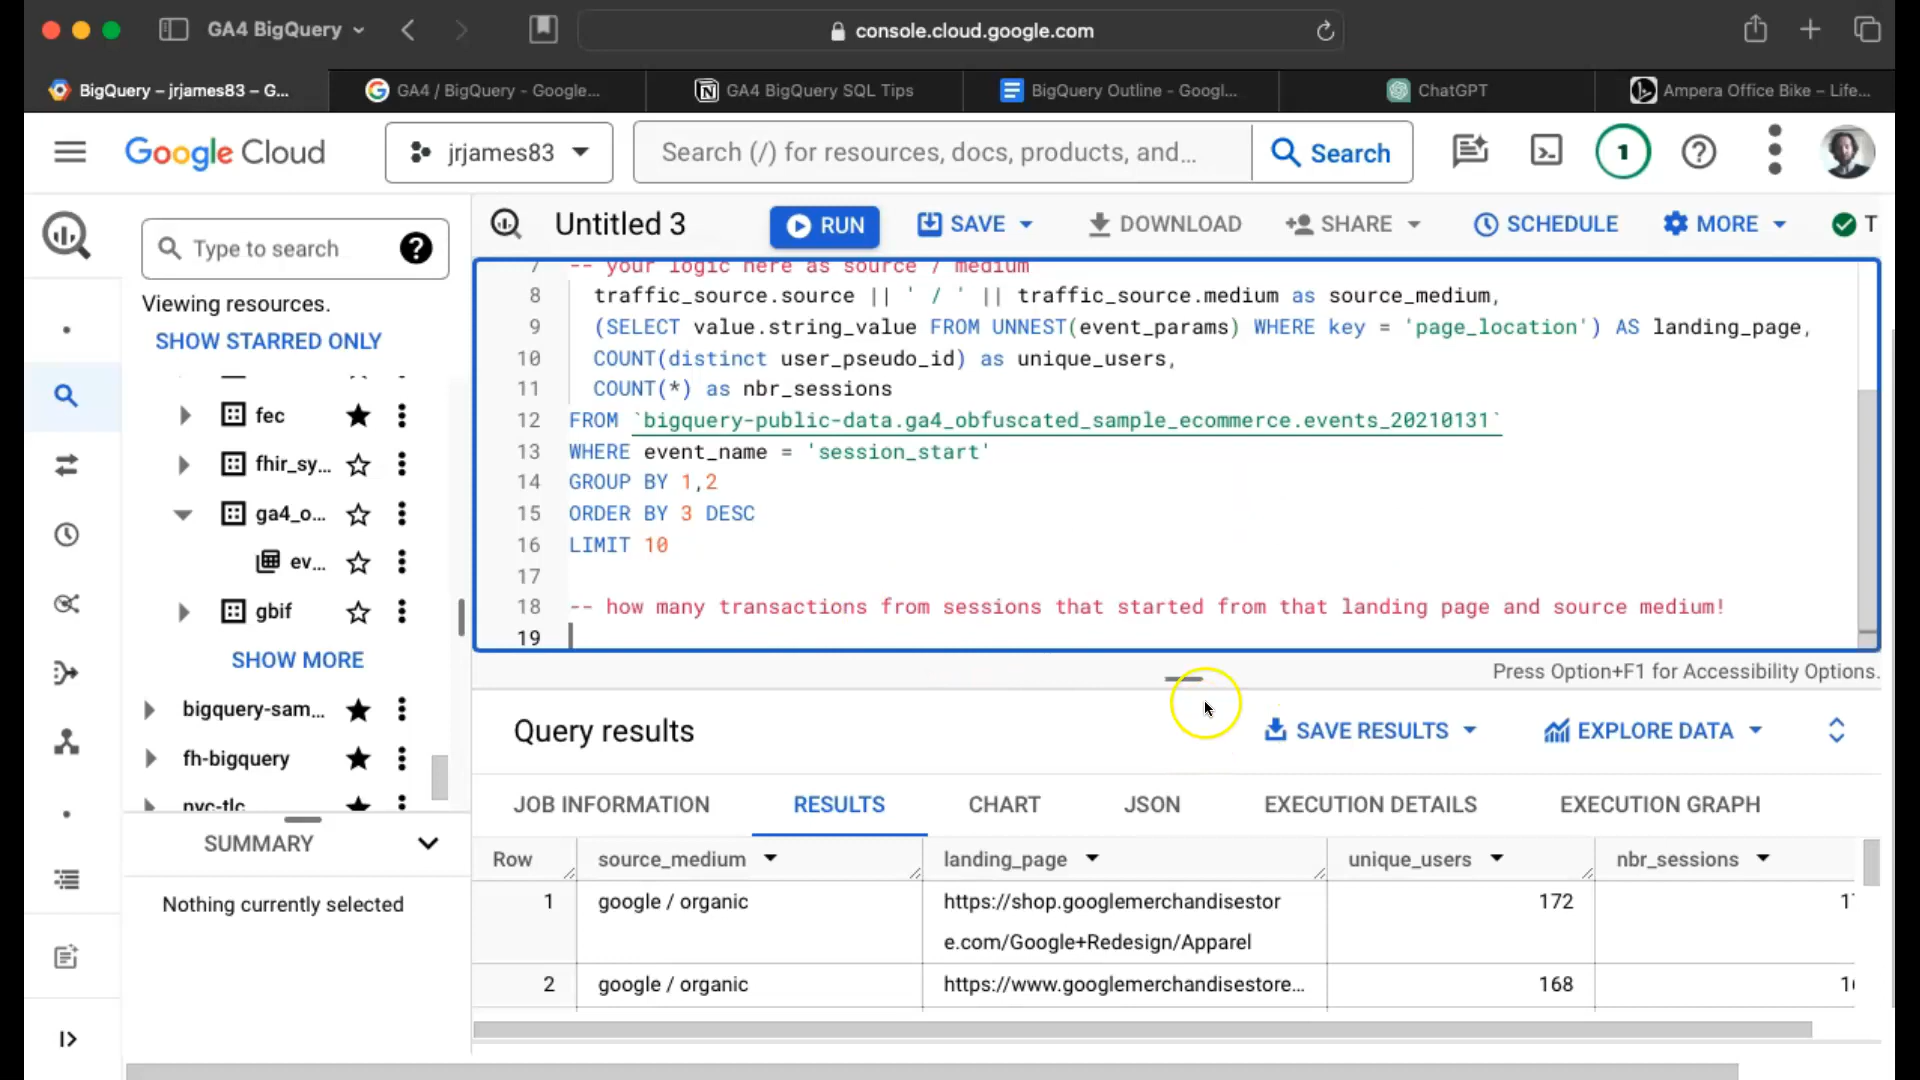 GA4 BigQuery
console.cloud.google.com
BigQuery – jrjames83 – G...
GA4 / BigQuery - Google...
GA4 BigQuery SQL Tips
BigQuery Outline - Googl...
ChatGPT
Ampera Office Bike – Life...
Google Cloud
jrjames83
Search (/) for resources, docs, products, and...
Search
1
Type to search
Viewing resources.
SHOW STARRED ONLY
fec
fhir_sy...
ga4_o...
ev...
gbif
SHOW MORE
bigquery-sam...
fh-bigquery
nyc-tlc
SUMMARY
Nothing currently selected
Untitled 3
RUN
SAVE
DOWNLOAD
SHARE
SCHEDULE
MORE
T
7 -- your logic here as source / medium
8 traffic_source.source || ' / ' || traffic_source.medium as source_medium,
9 (SELECT value.string_value FROM UNNEST(event_params) WHERE key = 'page_location') AS landing_page,
10 COUNT(distinct user_pseudo_id) as unique_users,
11 COUNT(*) as nbr_sessions
12 FROM `bigquery-public-data.ga4_obfuscated_sample_ecommerce.events_20210131`
13 WHERE event_name = 'session_start'
14 GROUP BY 1,2
15 ORDER BY 3 DESC
16 LIMIT 10
17
18 -- how many transactions from sessions that started from that landing page and source medium!
19
Press Option+F1 for Accessibility Options.
Query results
SAVE RESULTS
EXPLORE DATA
JOB INFORMATION
RESULTS
CHART
JSON
EXECUTION DETAILS
EXECUTION GRAPH
Row source_medium landing_page unique_users nbr_sessions
1 google / organic https://shop.googlemerchandisestor 172
e.com/Google+Redesign/Apparel
2 google / organic https://www.googlemerchandisestore... 168